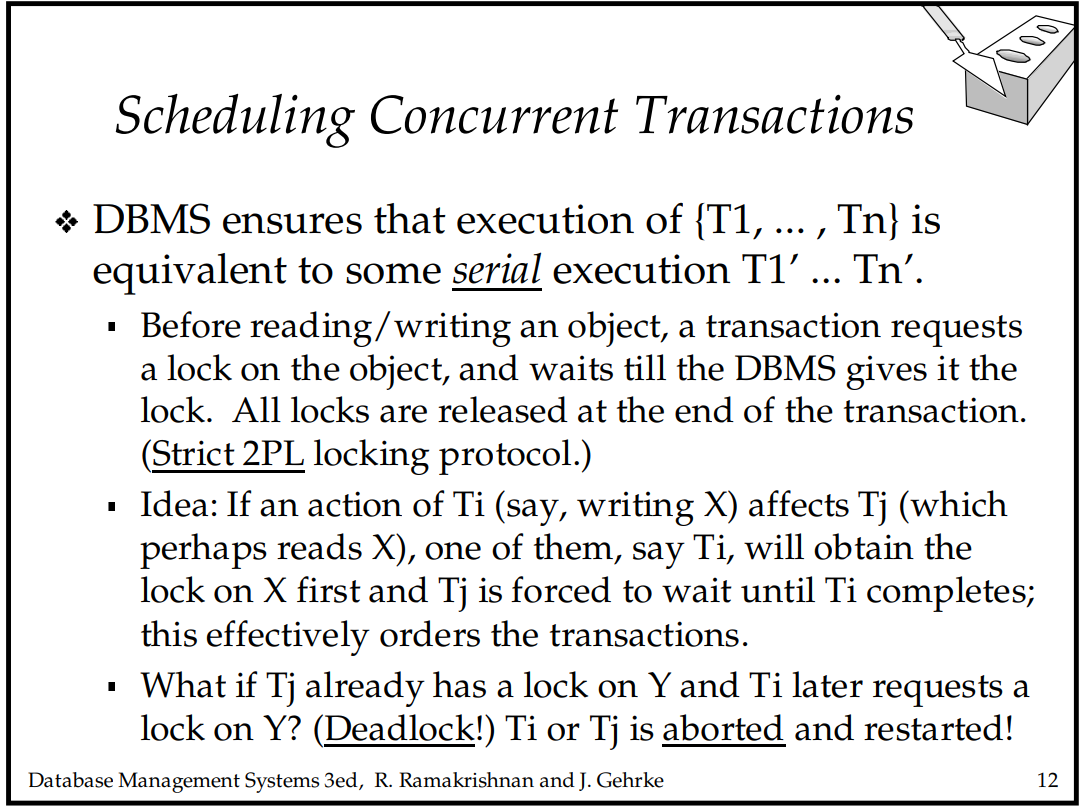 Scheduling Concurrent Transactions
❖ DBMS ensures that execution of {T1, ... , Tn} is
equivalent to some serial execution T1’ ... Tn’.
▪ Before reading/writing an object, a transaction requests
a lock on the object, and waits till the DBMS gives it the
lock. All locks are released at the end of the transaction.
(Strict 2PL locking protocol.)
▪ Idea: If an action of Ti (say, writing X) affects Tj (which
perhaps reads X), one of them, say Ti, will obtain the
lock on X first and Tj is forced to wait until Ti completes;
this effectively orders the transactions.
▪ What if Tj already has a lock on Y and Ti later requests a
lock on Y? (Deadlock!) Ti or Tj is aborted and restarted!
Database Management Systems 3ed, R. Ramakrishnan and J. Gehrke 12